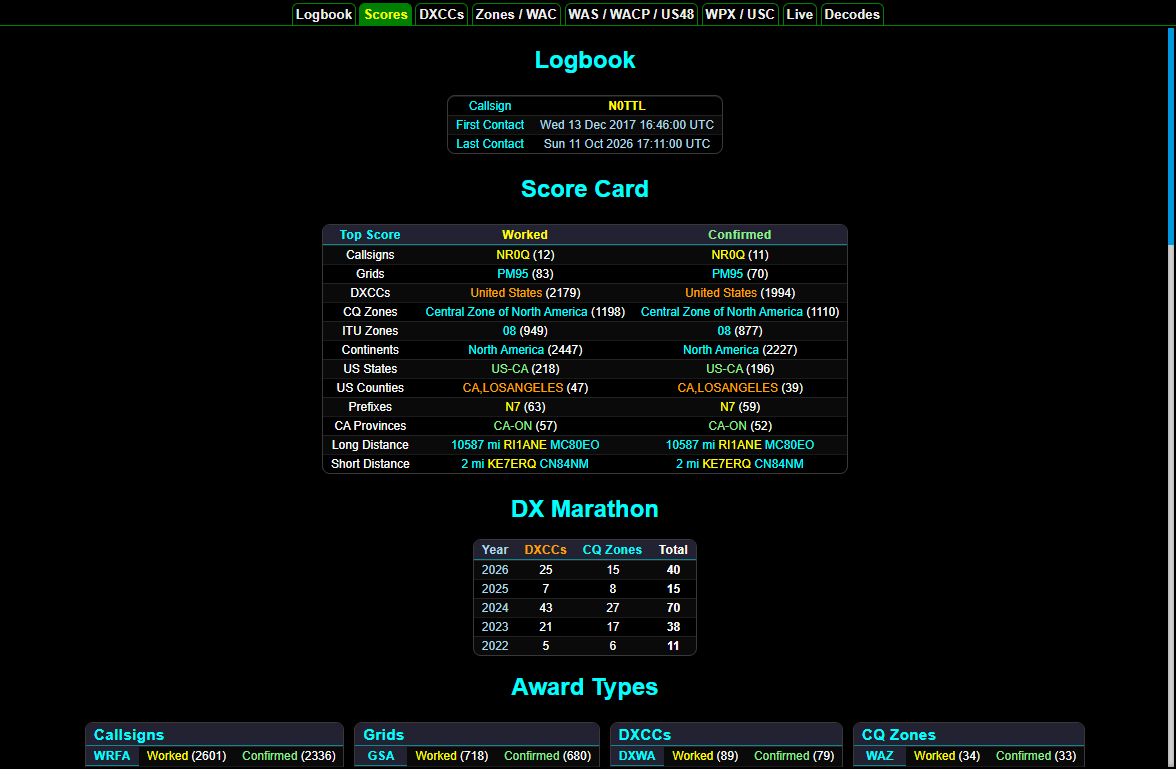 Logbook Scores DXCCs Zones / WAC WAS / WACP / US48 WPX / USC Live Decodes
Logbook
Callsign N0TTL
First Contact Wed 13 Dec 2017 16:46:00 UTC
Last Contact Sun 11 Oct 2026 17:11:00 UTC
Score Card
Top Score Worked Confirmed
Callsigns NR0Q (12) NR0Q (11)
Grids PM95 (83) PM95 (70)
DXCCs United States (2179) United States (1994)
CQ Zones Central Zone of North America (1198) Central Zone of North America (1110)
ITU Zones 08 (949) 08 (877)
Continents North America (2447) North America (2227)
US States US-CA (218) US-CA (196)
US Counties CA,LOSANGELES (47) CA,LOSANGELES (39)
Prefixes N7 (63) N7 (59)
CA Provinces CA-ON (57) CA-ON (52)
Long Distance 10587 mi RI1ANE MC80EO 10587 mi RI1ANE MC80EO
Short Distance 2 mi KE7ERQ CN84NM 2 mi KE7ERQ CN84NM
DX Marathon
Year DXCCs CQ Zones Total
2026 25 15 40
2025 7 8 15
2024 43 27 70
2023 21 17 38
2022 5 6 11
Award Types
Callsigns Grids DXCCs CQ Zones
WRFA Worked (2601) Confirmed (2336) GSA Worked (718) Confirmed (680) DXWA Worked (89) Confirmed (79) WAZ Worked (34) Confirmed (33)